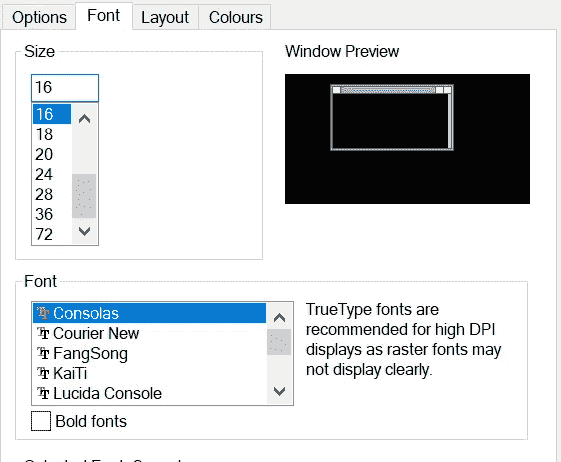 Options Font Layout Colours
Size
Window Preview
16
16
18
20
24
28
36
72
Font
Consolas
Courier New
FangSong
KaiTi
Lucida Console
TrueType fonts are
recommended for high DPI
displays as raster fonts may
not display clearly.
Bold fonts